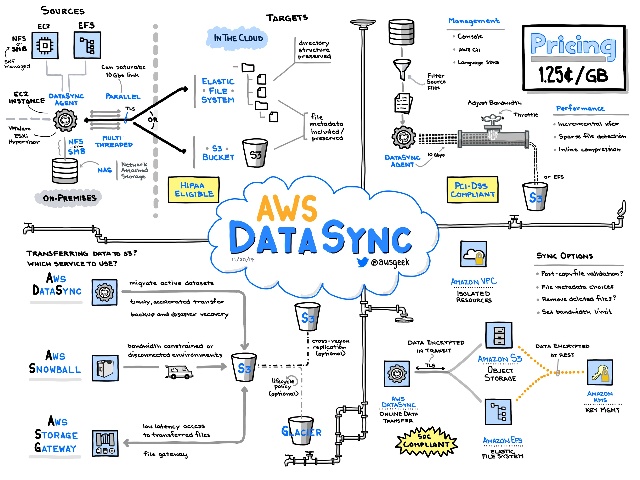 SOURCES
EC2
EFS
NFS
or
SMB
Self
Managed
EC2
INSTANCE
DATASYNC
AGENT
VMware
ESXi
Hypervisor
NFS
SMB
NAS
Network
Attached
Storage
ON-PREMISES
Can saturate
10 Gbps link
PARALLEL
TLS
MULTI
THREADED
OR
TARGETS
IN THE CLOUD
ELASTIC
FILE
SYSTEM
directory
structure
preserved
file
metadata
included/
preserved
S3
BUCKET
S3
HIPAA
ELIGIBLE
Management
Console
AWS CLI
Language SDKs
Filter
Source
Files
DATASYNC
AGENT
10 Gbps
Adjust Bandwidth
Throttle
Pricing
1.25¢/GB
Performance
Incremental xfer
Sparse file detection
Inline compression
or EFS
S3
PCI-DSS
COMPLIANT
AWS
DATASYNC
@awsgeek
TRANSFERRING DATA TO S3?
WHICH SERVICE TO USE?
AWS
DATASYNC
migrate active datasets
timely, accelerated transfer
backup and disaster recovery
AWS
SNOWBALL
bandwidth constrained or
disconnected environments
AWS
STORAGE
GATEWAY
low latency access
to transferred files
file gateway
S3
S3
cross-region
replication
(optional)
lifecycle
policy
(optional)
GLACIER
AMAZON VPC
ISOLATED
RESOURCES
SYNC OPTIONS
Post-copy file validation?
File metadata choices
Remove deleted files?
Set bandwidth limit
DATA ENCRYPTED
IN TRANSIT
TLS
AWS
DATASYNC
ONLINE DATA
TRANSFER
SOC
COMPLIANT
AMAZON S3
OBJECT
STORAGE
AMAZON EFS
ELASTIC
FILE SYSTEM
DATA ENCRYPTED
AT REST
AMAZON KMS
KEY MGMT